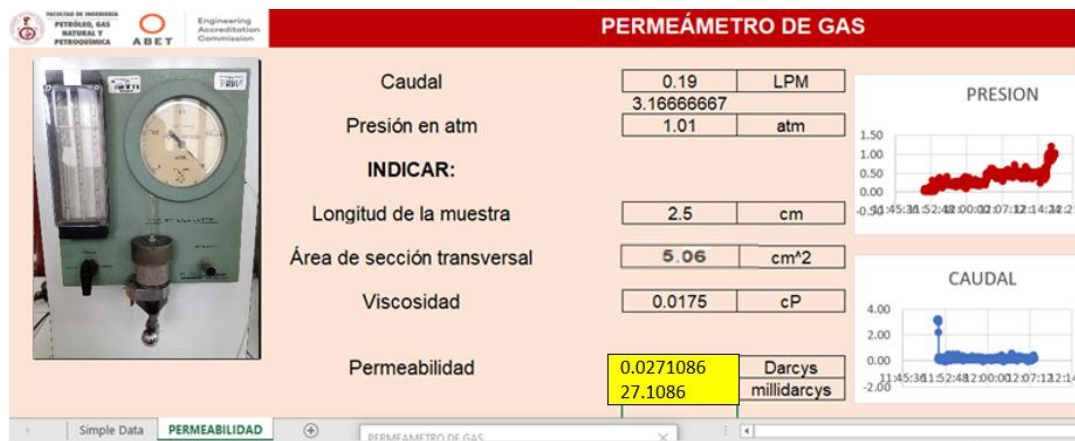 FACULTAD DE INGENIERÍA
PETRÓLEO, GAS
NATURAL Y
PETROQUÍMICA
ABET
Engineering
Accreditation
Commission
PERMEÁMETRO DE GAS
Caudal 0.19 LPM
3.16666667
Presión en atm 1.01 atm
INDICAR:
Longitud de la muestra 2.5 cm
Área de sección transversal 5.06 cm^2
Viscosidad 0.0175 cP
Permeabilidad 0.0271086 Darcys
27.1086 millidarcys
PRESION
1.50
1.00
0.50
0.00
-0.50
CAUDAL
4.00
2.00
0.00
-2.00
Simple Data PERMEABILIDAD
PERMEAMETRO DE GAS